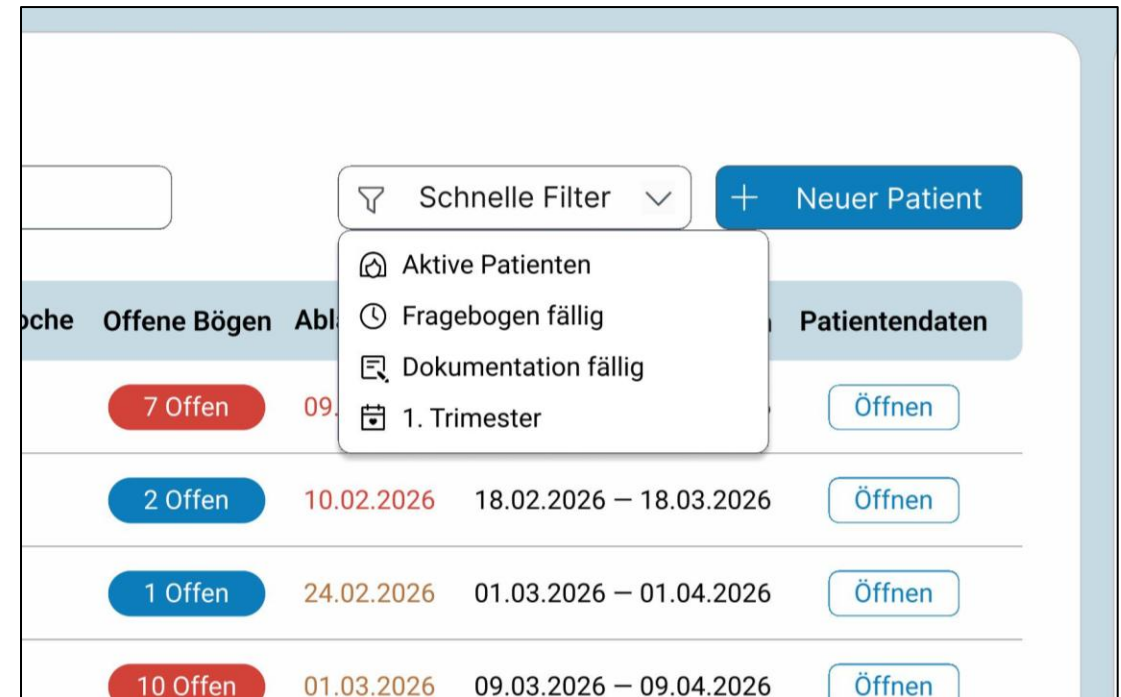 Schnelle Filter
+ Neuer Patient
Aktive Patienten
Fragebogen fällig
Dokumentation fällig
1. Trimester
Offene Bögen Patientendaten
7 Offen 09. Öffnen
2 Offen 10.02.2026 18.02.2026 – 18.03.2026 Öffnen
1 Offen 24.02.2026 01.03.2026 – 01.04.2026 Öffnen
10 Offen 01.03.2026 09.03.2026 – 09.04.2026 Öffnen